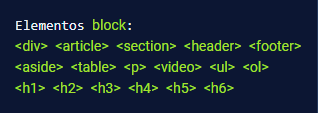 Elementos block:
<div> <article> <section> <header> <footer>
<aside> <table> <p> <video> <ul> <ol>
<h1> <h2> <h3> <h4> <h5> <h6>